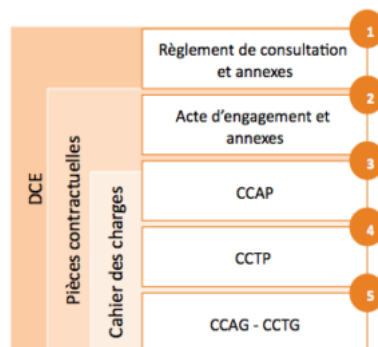 1
Règlement de consultation
et annexes
2
Acte d'engagement et
annexes
3
CCAP
4
CCTP
5
CCAG - CCTG
DCE
Pièces contractuelles
Cahier des charges